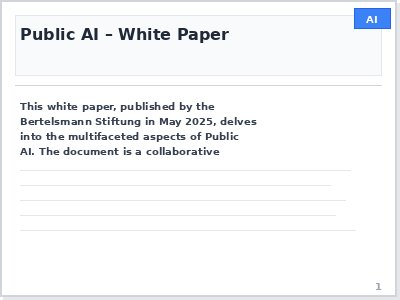 AI
Public AI – White Paper
This white paper, published by the
Bertelsmann Stiftung in May 2025, delves
into the multifaceted aspects of Public
AI. The document is a collaborative
1